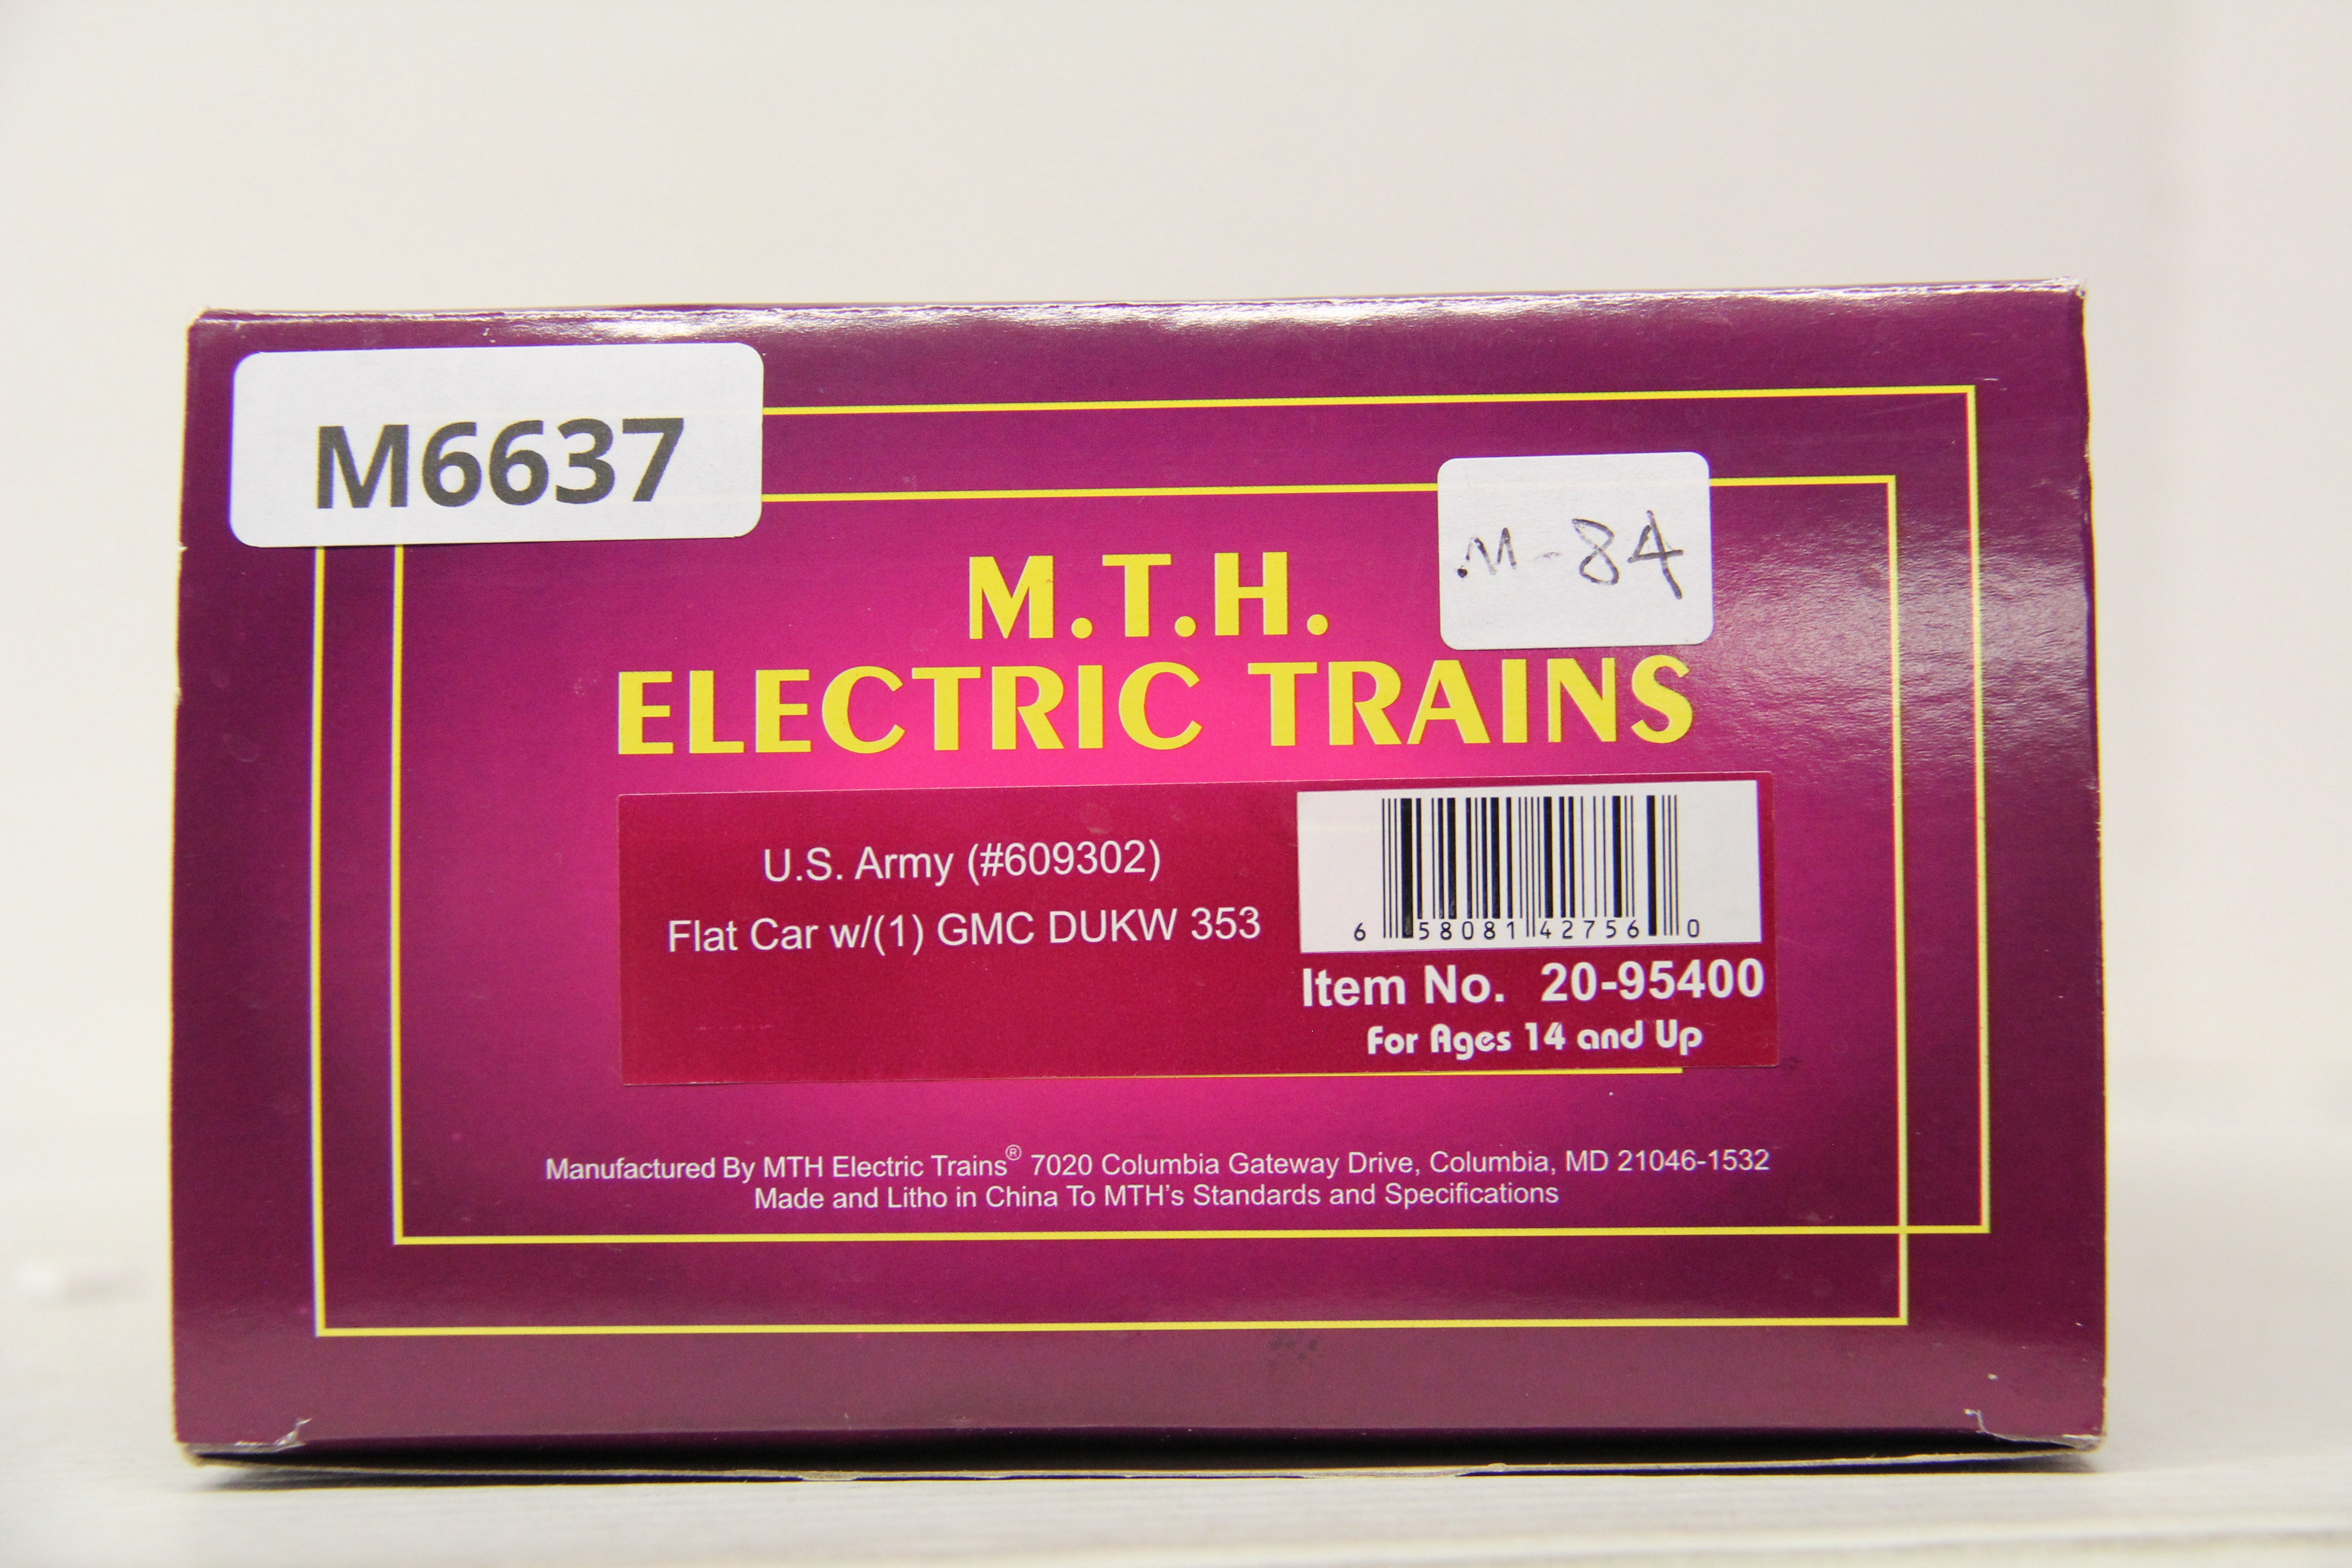 M6637
M-84
M.T.H.
ELECTRIC TRAINS
U.S. Army (#609302)
Flat Car w/(1) GMC DUKW 353
6 58081 42756 0
Item No. 20-95400
For Ages 14 and Up
Manufactured By MTH Electric Trains® 7020 Columbia Gateway Drive, Columbia, MD 21046-1532
Made and Litho in China To MTH's Standards and Specifications